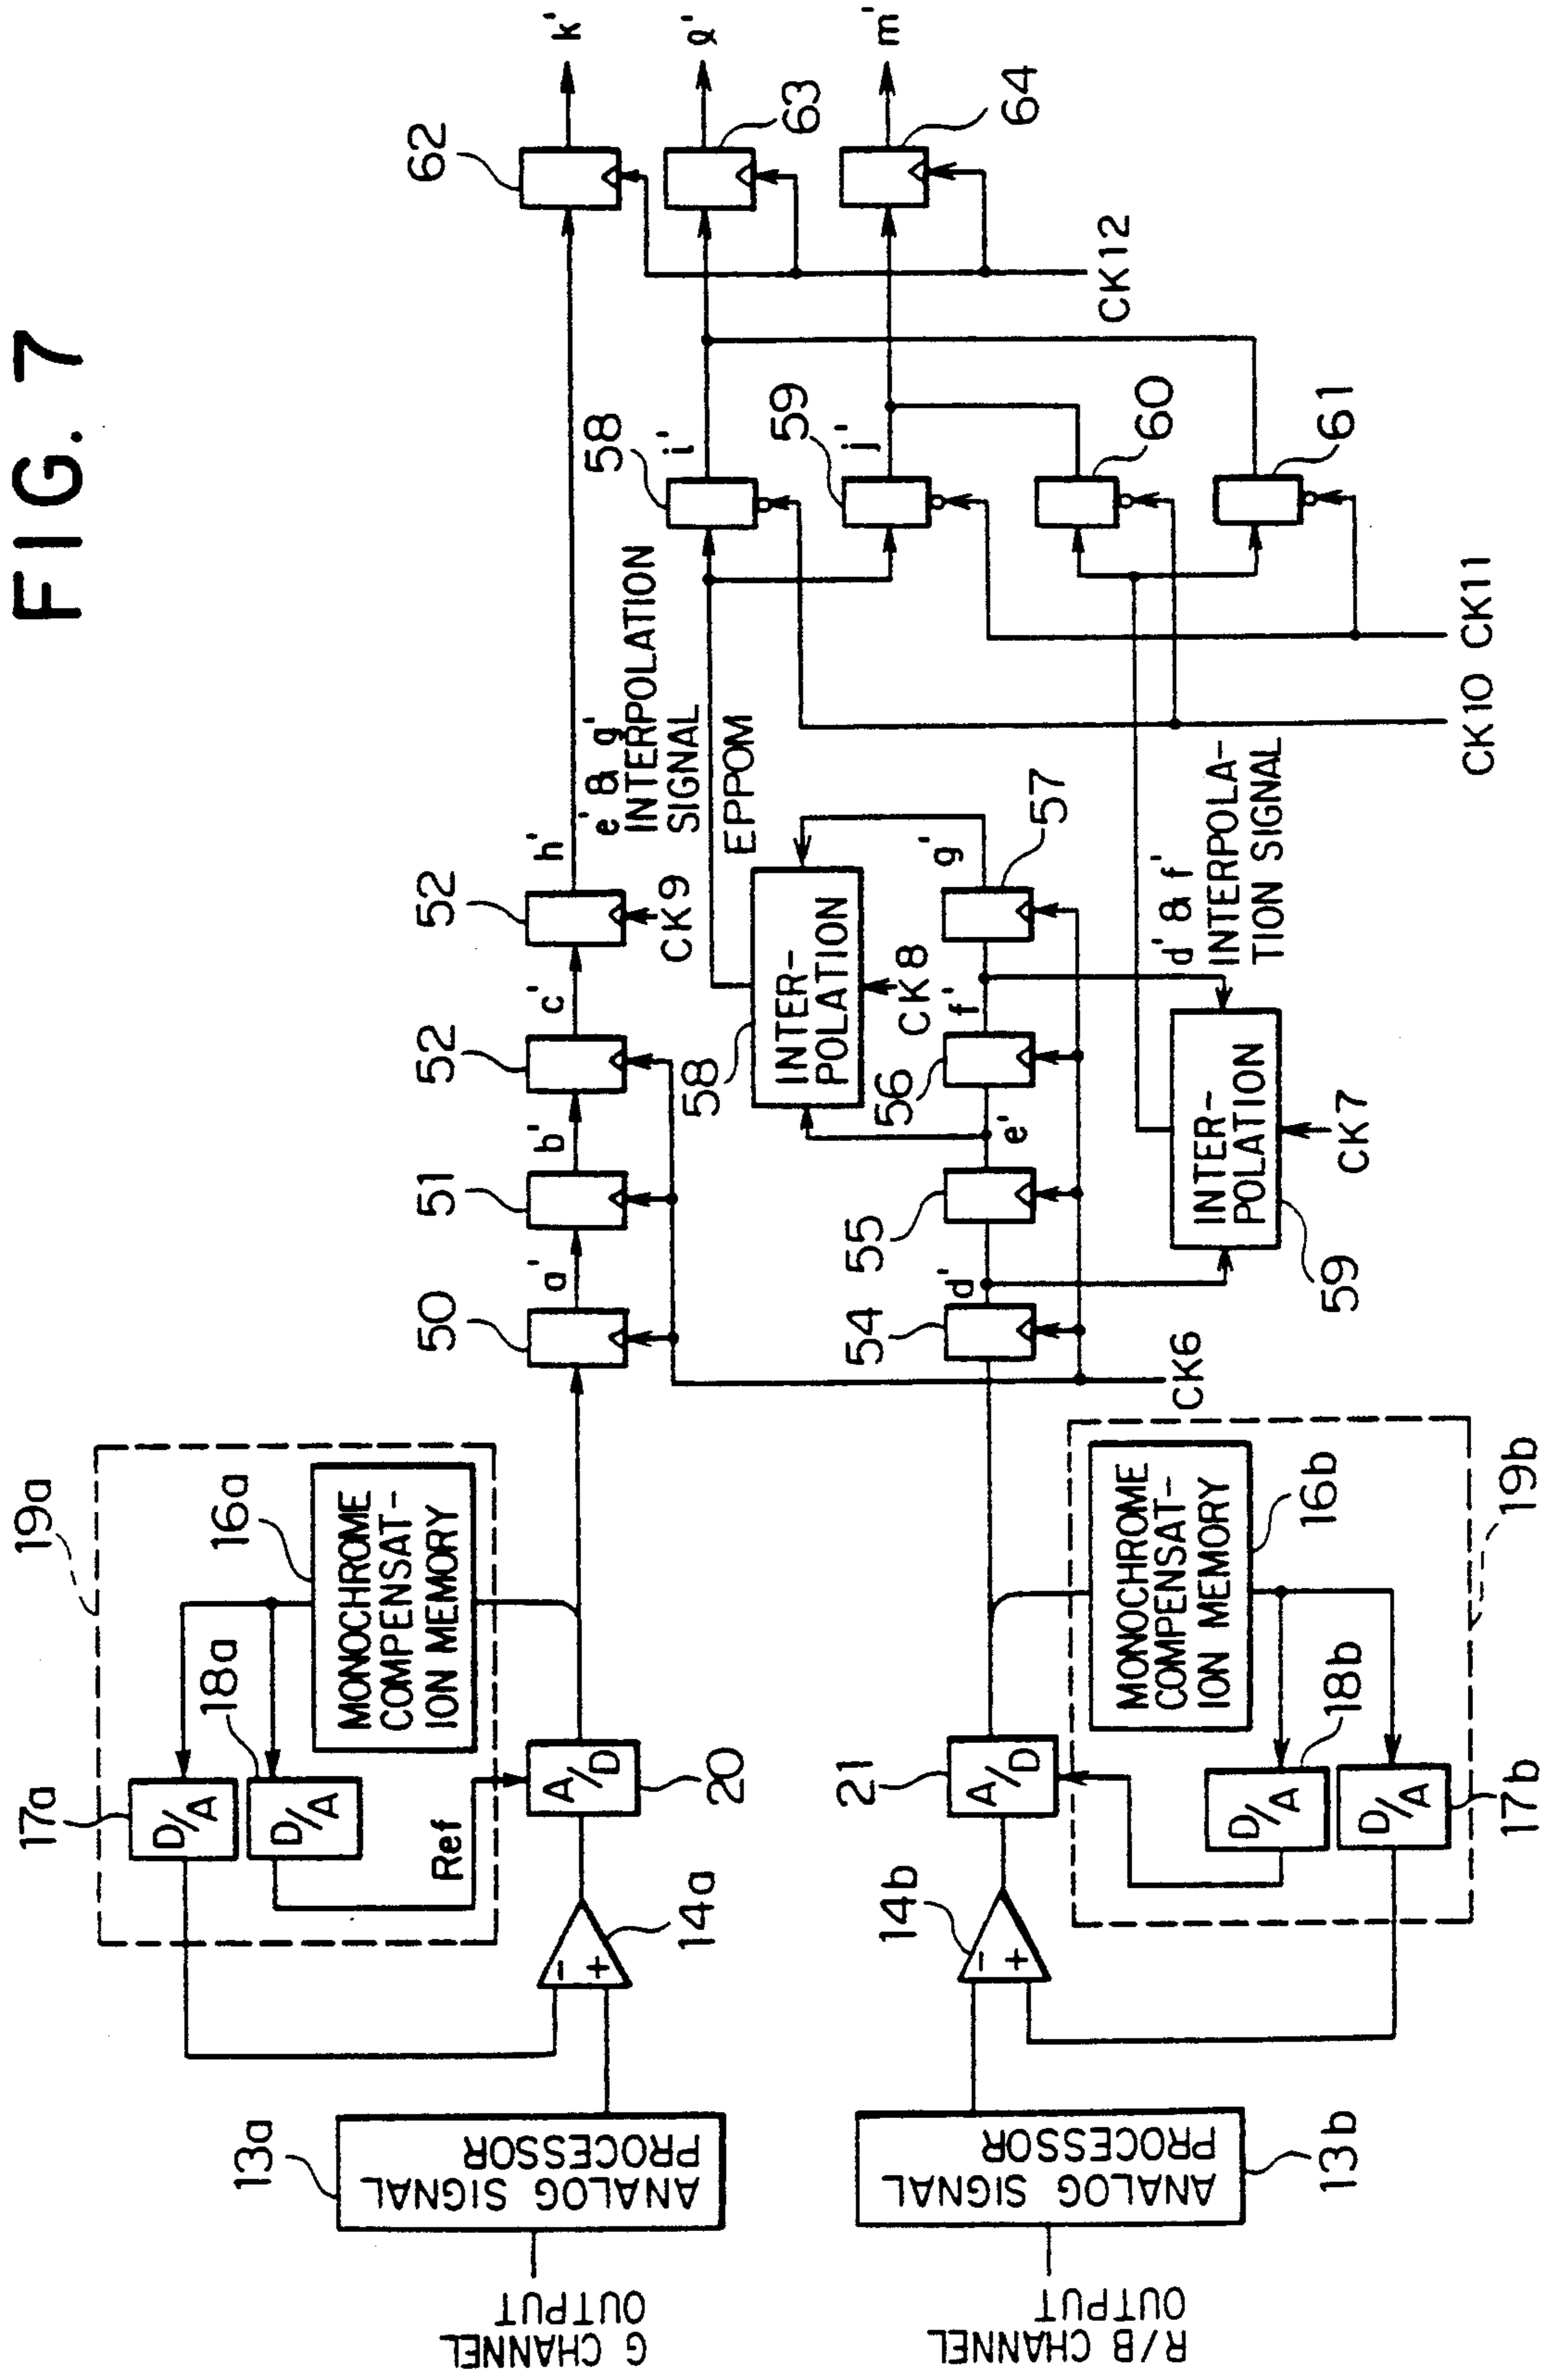 FIG. 7
G CHANNEL
OUTPUT
13a
ANALOG SIGNAL
PROCESSOR
14a
−
+
19a
17a
D/A
18a
D/A
Ref
16a
MONOCHROME
COMPENSAT-
ION MEMORY
A/D
20
50
a'
51
b'
52
c'
52
h'
CK9
e' & g'
INTERPOLATION
SIGNAL
EPPOM
58
INTER-
POLATION
CK8
62
k'
63
ℓ'
64
m'
CK12
58
i'
59
j'
60
61
CK10
CK11
R/B CHANNEL
OUTPUT
13b
ANALOG SIGNAL
PROCESSOR
14b
−
+
21
A/D
19b
16b
MONOCHROME
COMPENSAT-
ION MEMORY
18b
D/A
17b
D/A
CK6
54
d'
55
e'
56
f'
57
g'
59
INTER-
POLATION
CK7
d' & f'
INTERPOLA-
TION SIGNAL